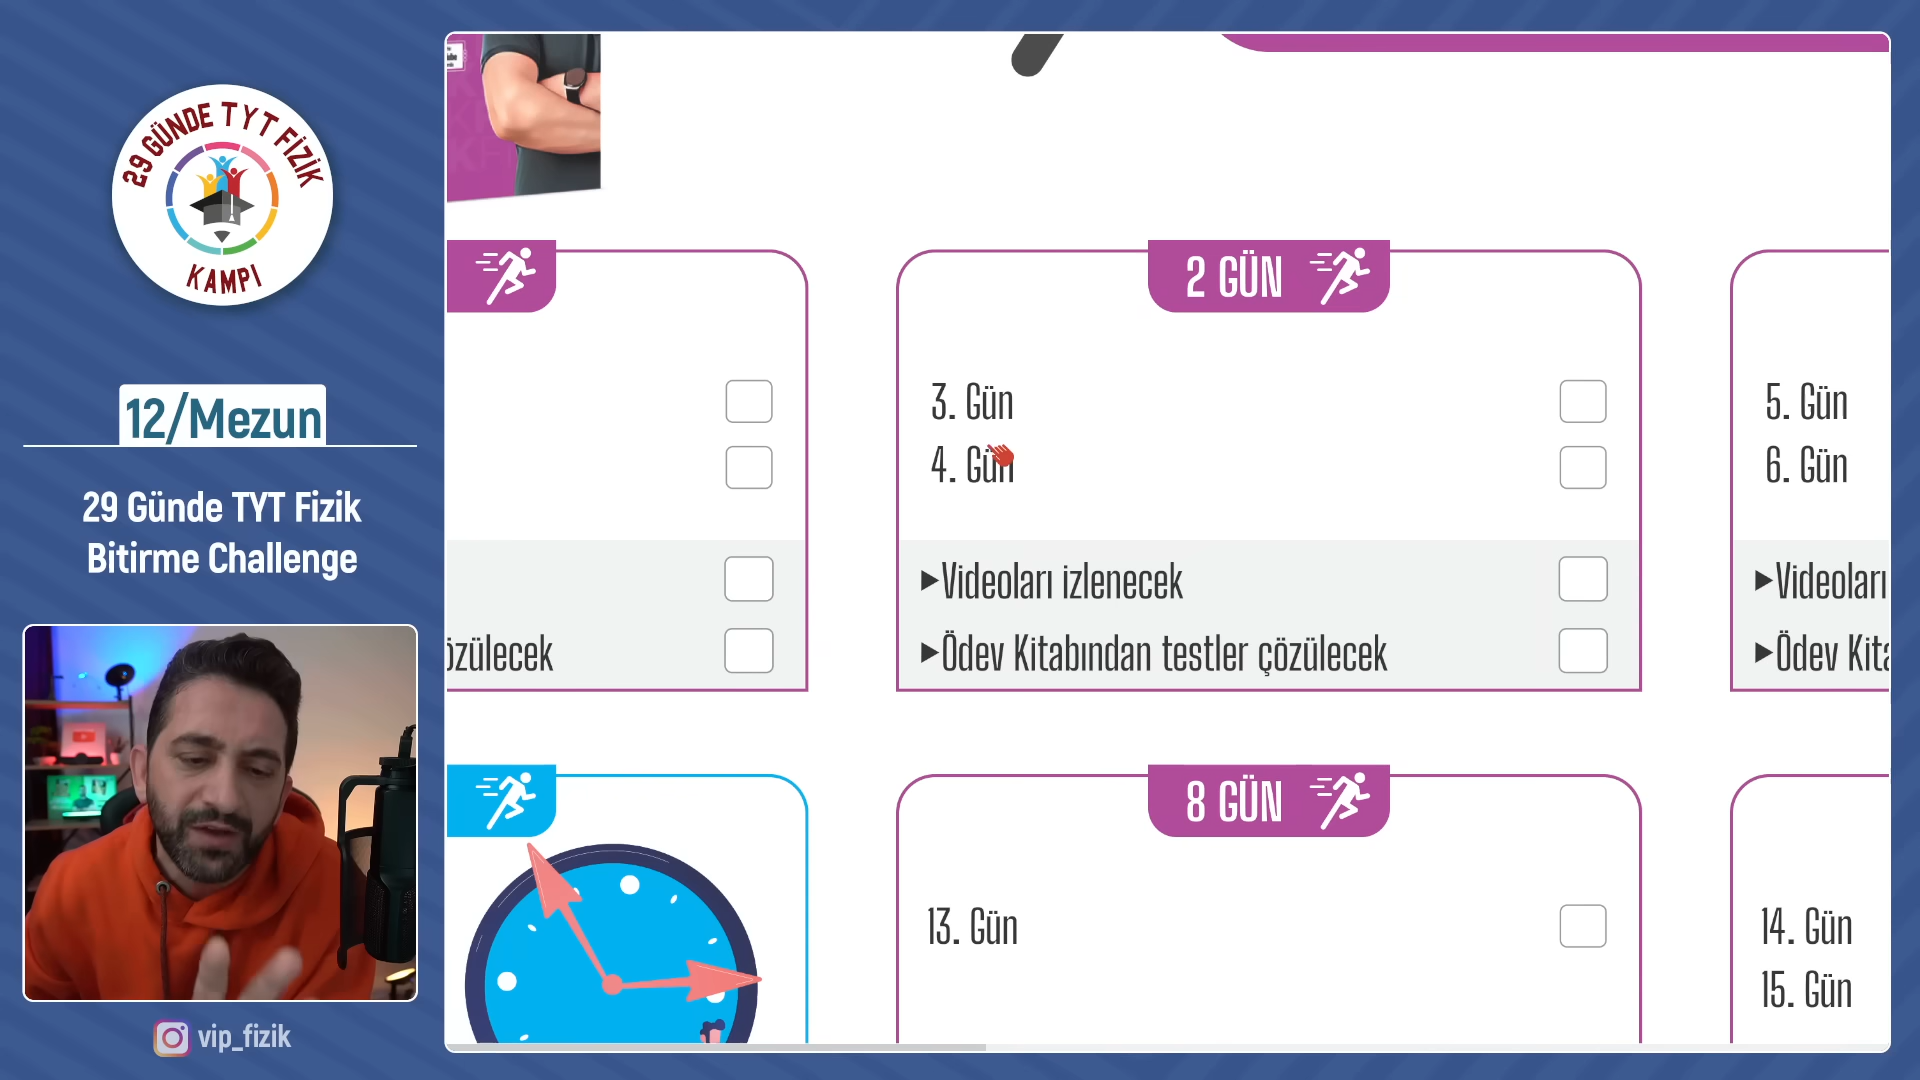 29 GÜNDE TYT FİZİK
KAMPI
12/Mezun
29 Günde TYT Fizik
Bitirme Challenge
vip_fizik
özülecek
2 GÜN
3. Gün
4. Gün
▶Videoları izlenecek
▶Ödev Kitabından testler çözülecek
5. Gün
6. Gün
▶Videoları
▶Ödev Kita
8 GÜN
13. Gün
14. Gün
15. Gün